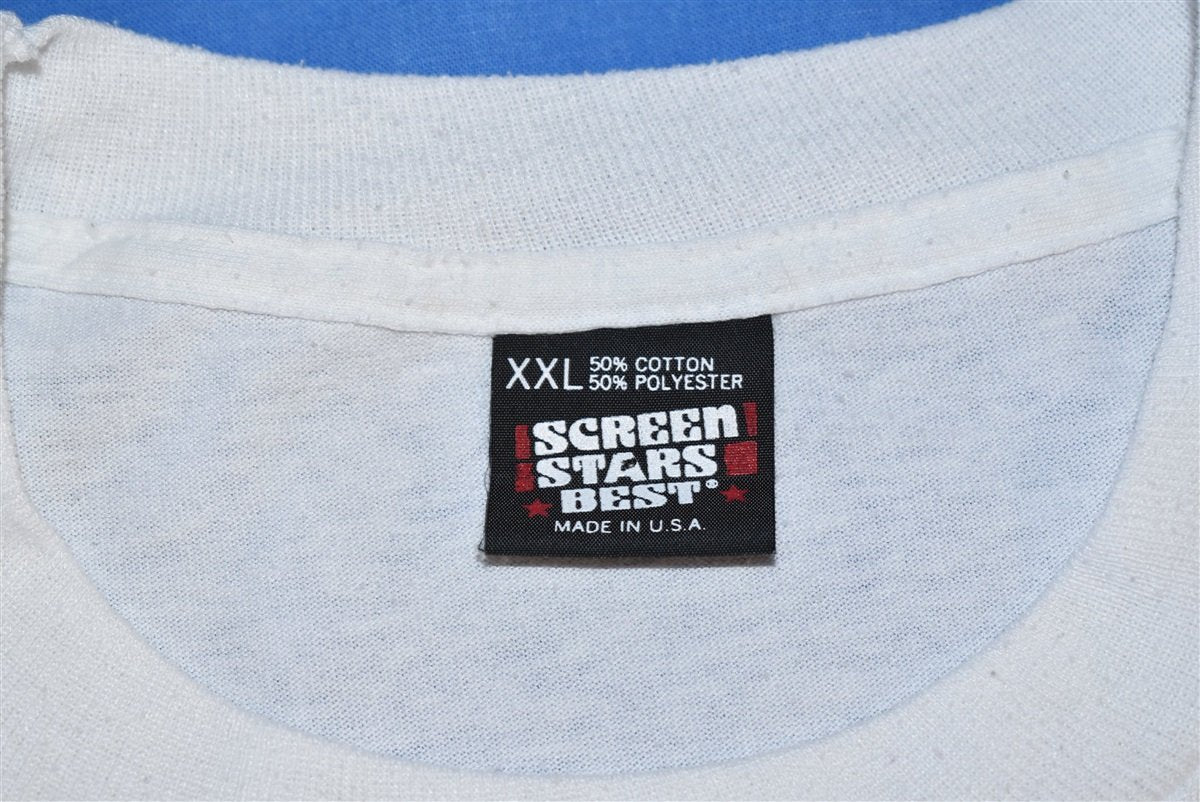 XXL 50% COTTON
50% POLYESTER
SCREEN
STARS
BEST®
MADE IN U.S.A.